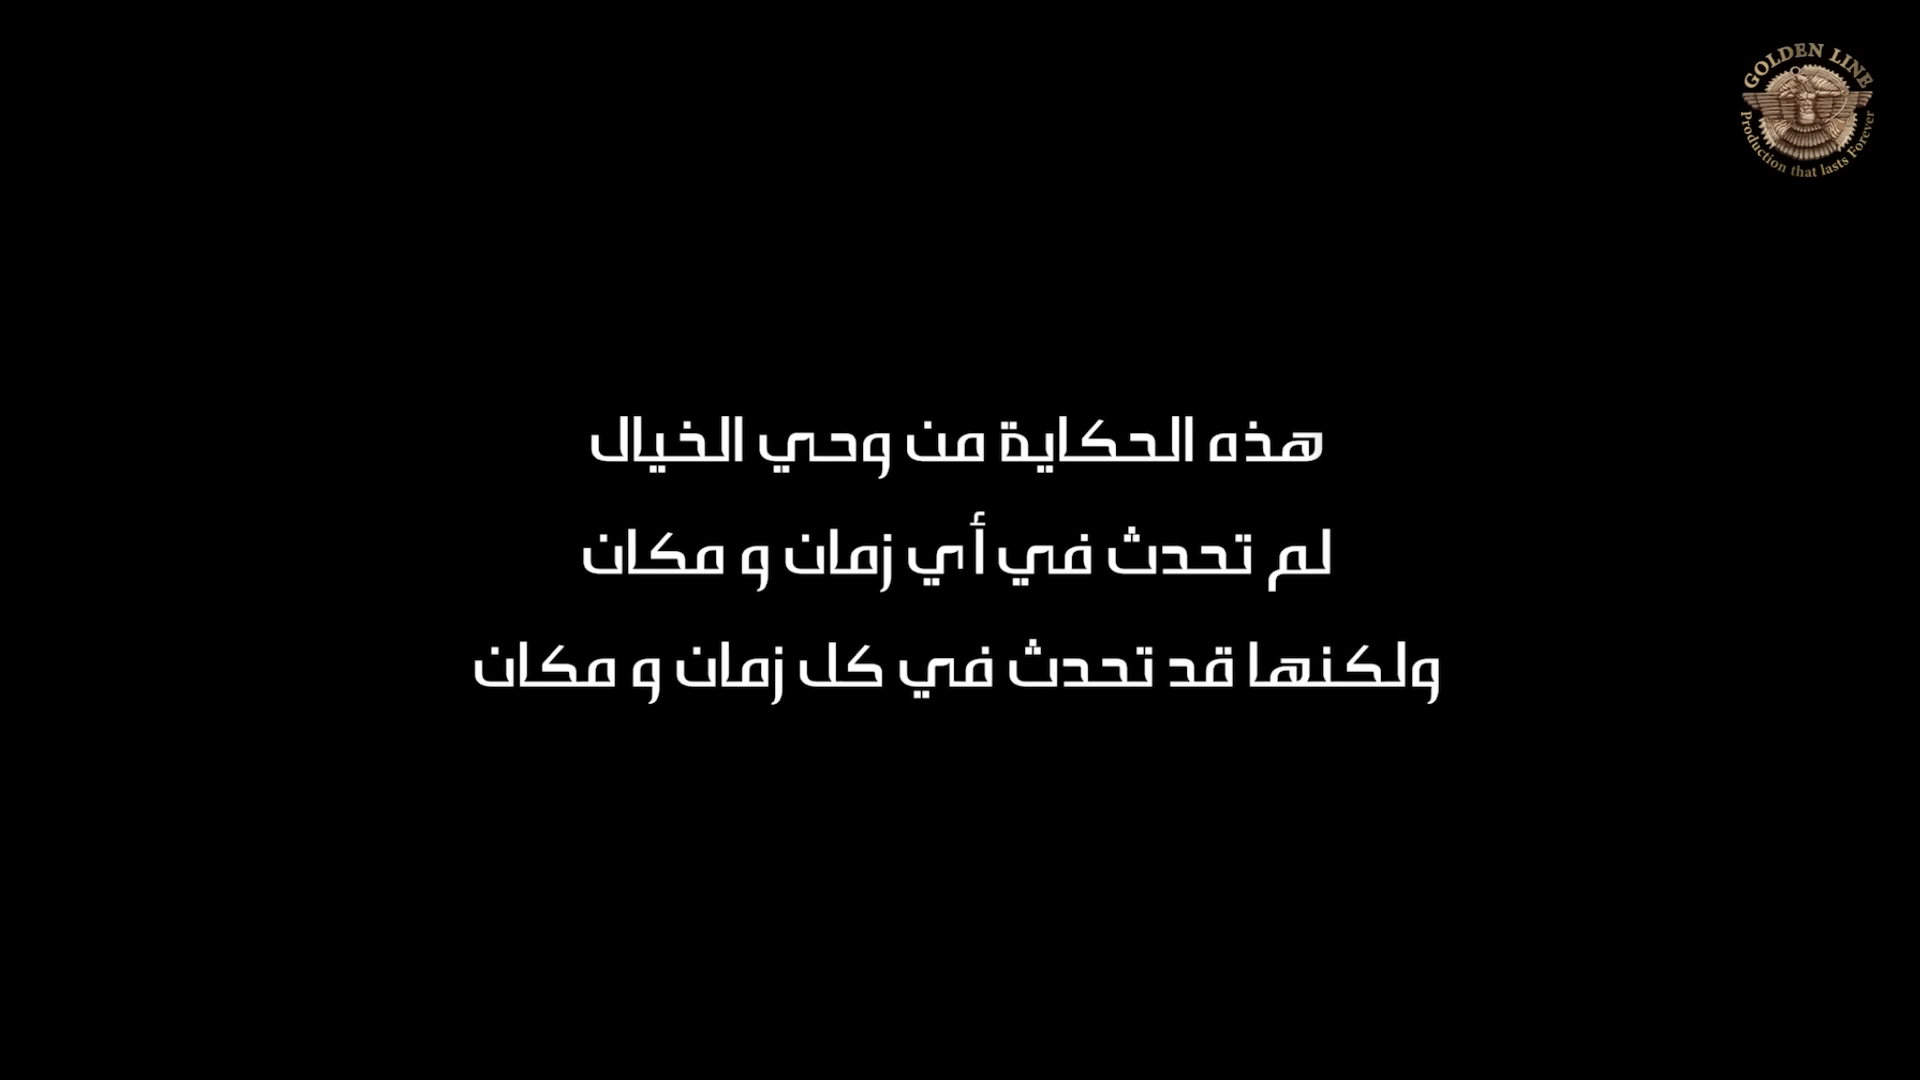 GOLDEN LINE
Production that lasts Forever
هذه الحكاية من وحي الخيال
لم تحدث في أي زمان و مكان
ولكنها قد تحدث في كل زمان و مكان